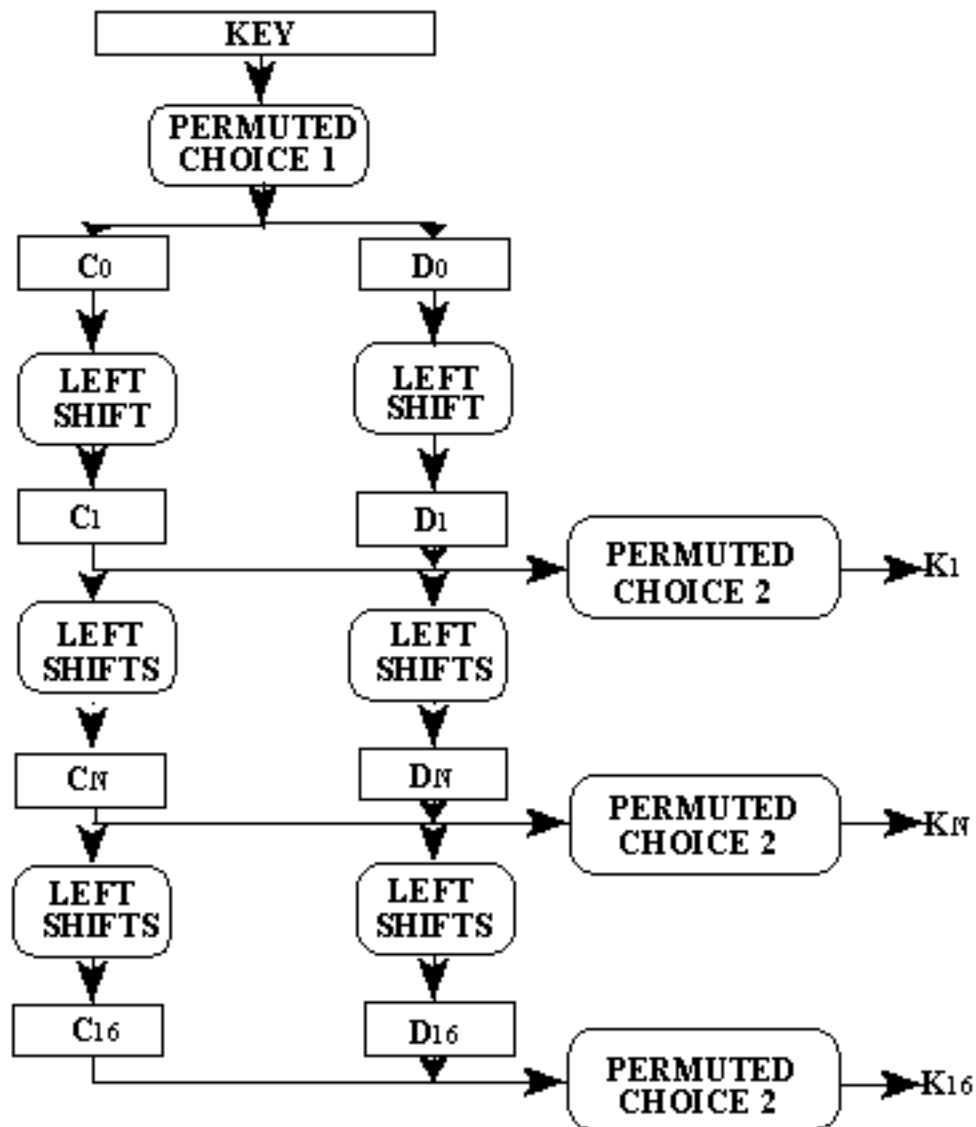 KEY
PERMUTED
CHOICE 1
C0
D0
LEFT
SHIFT
LEFT
SHIFT
C1
D1
PERMUTED
CHOICE 2
K1
LEFT
SHIFTS
LEFT
SHIFTS
CN
DN
PERMUTED
CHOICE 2
KN
LEFT
SHIFTS
LEFT
SHIFTS
C16
D16
PERMUTED
CHOICE 2
K16